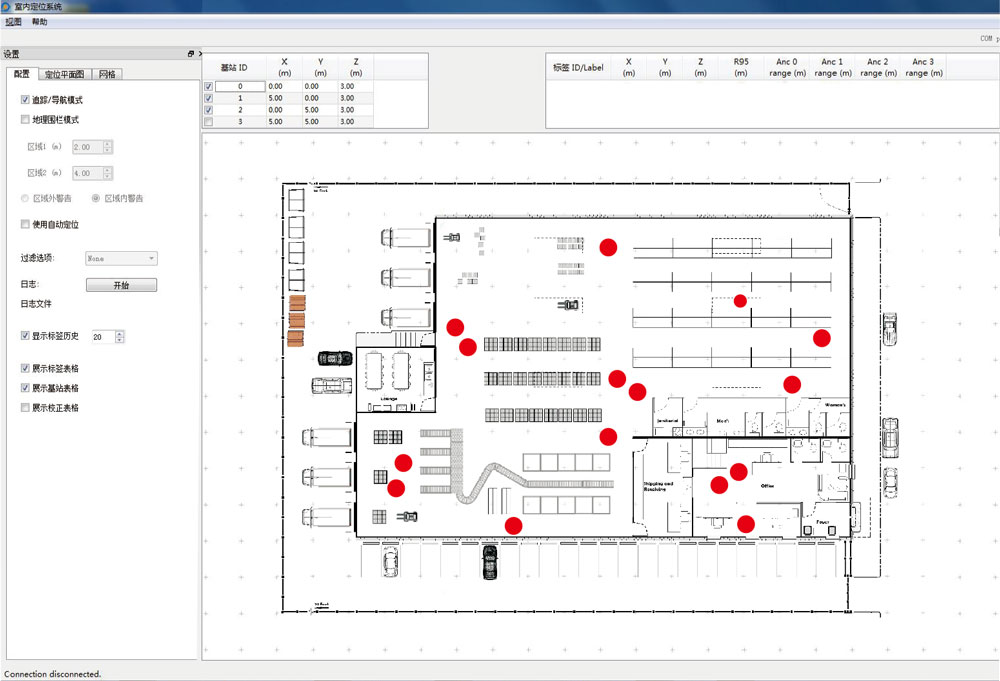 室内定位系统
视图 帮助
COM p
设置
配置 定位平面图 网格
追踪/导航模式
地理围栏模式
区域1 (m) 2.00
区域2 (m) 4.00
区域外警告 区域内警告
使用自动定位
过滤选项: None
日志: 开始
日志文件
显示标签历史 20
展示标签表格
展示基站表格
展示校正表格
基站 ID X (m) Y (m) Z (m)
0 0.00 0.00 3.00
1 5.00 0.00 3.00
2 0.00 5.00 3.00
3 5.00 5.00 3.00
标签 ID/Label X (m) Y (m) Z (m) R95 (m) Anc 0 range (m) Anc 1 range (m) Anc 2 range (m) Anc 3 range (m)
Lounge
Janitorial
Men's
Women's
Shipping and
Receiving
Office
Foyer
Connection disconnected.